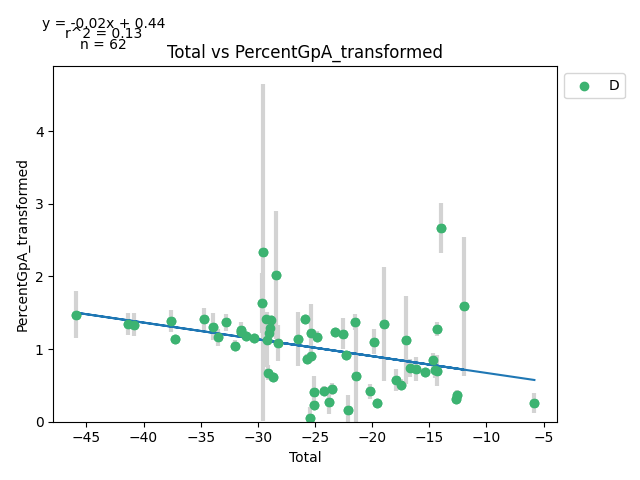 y = -0.02x + 0.44
r^2 = 0.13
n = 62
Total vs PercentGpA_transformed
D
PercentGpA_transformed
4
3
2
1
0
−45
−40
−35
−30
−25
−20
−15
−10
−5
Total